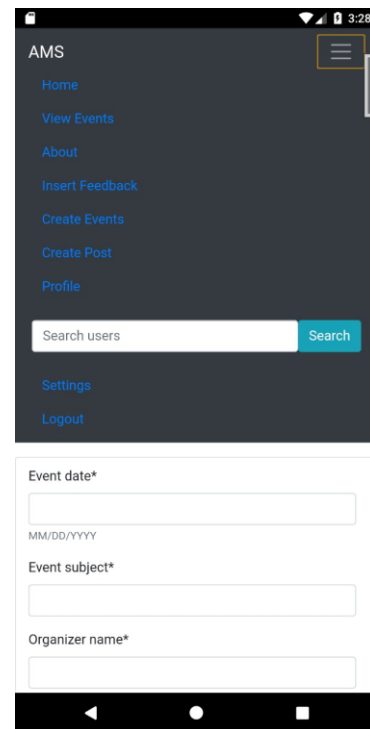 3:28
AMS
Home
View Events
About
Insert Feedback
Create Events
Create Post
Profile
Search users Search
Settings
Logout
Event date*
MM/DD/YYYY
Event subject*
Organizer name*